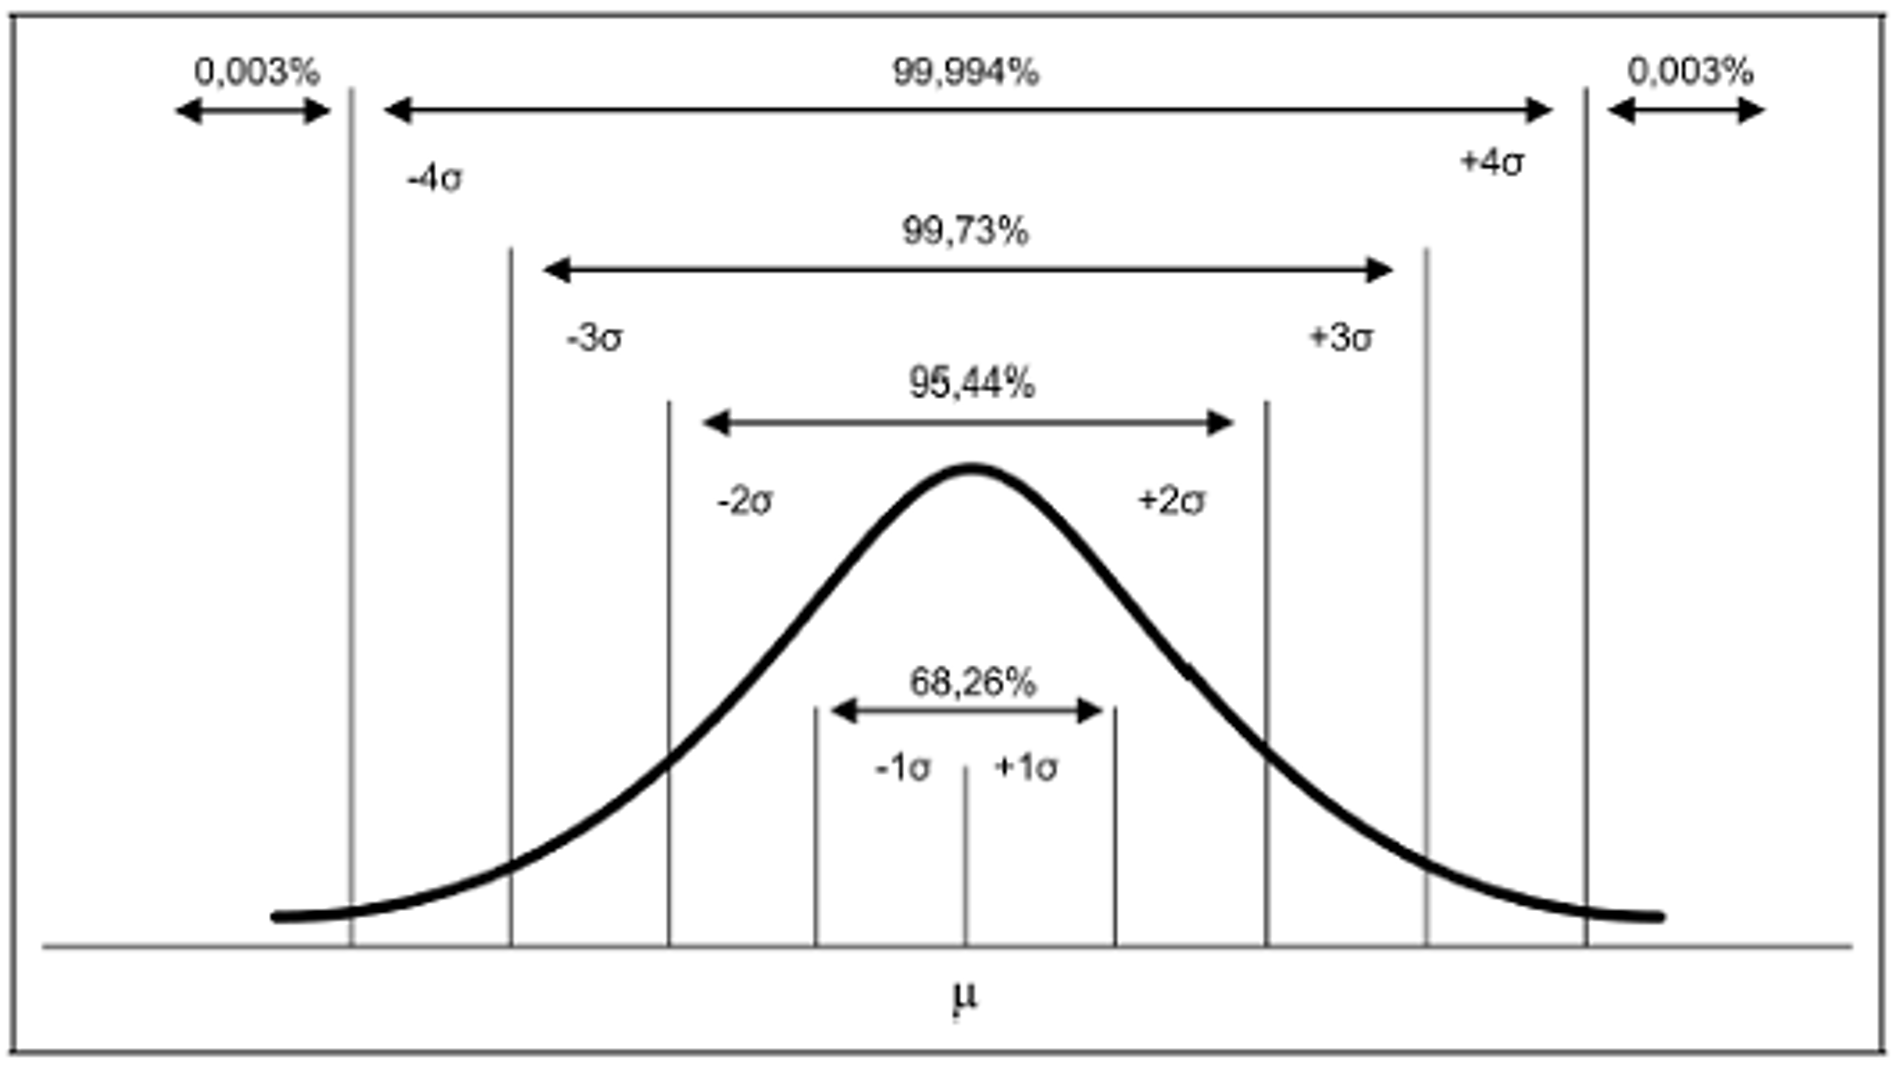 0,003% 99,994% 0,003%
-4σ +4σ
99,73%
-3σ +3σ
95,44%
-2σ +2σ
68,26%
-1σ +1σ
μ